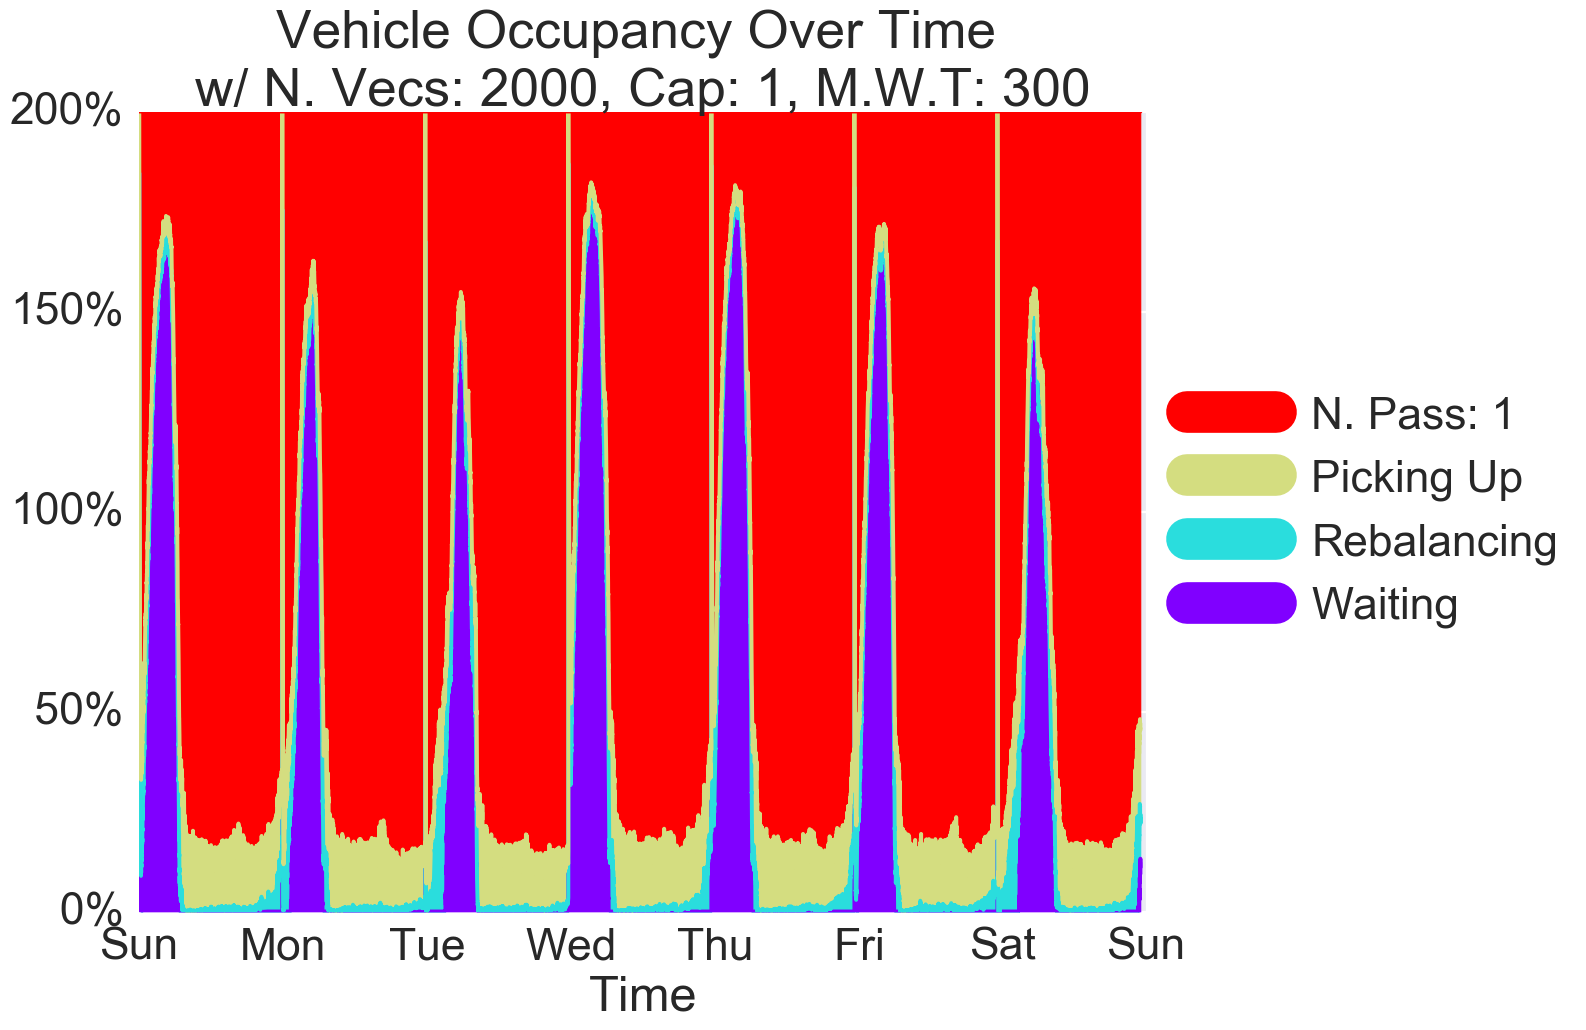 Vehicle Occupancy Over Time
w/ N. Vecs: 2000, Cap: 1, M.W.T: 300
200%
150%
100%
50%
0%
Sun Mon Tue Wed Thu Fri Sat Sun
Time
N. Pass: 1
Picking Up
Rebalancing
Waiting